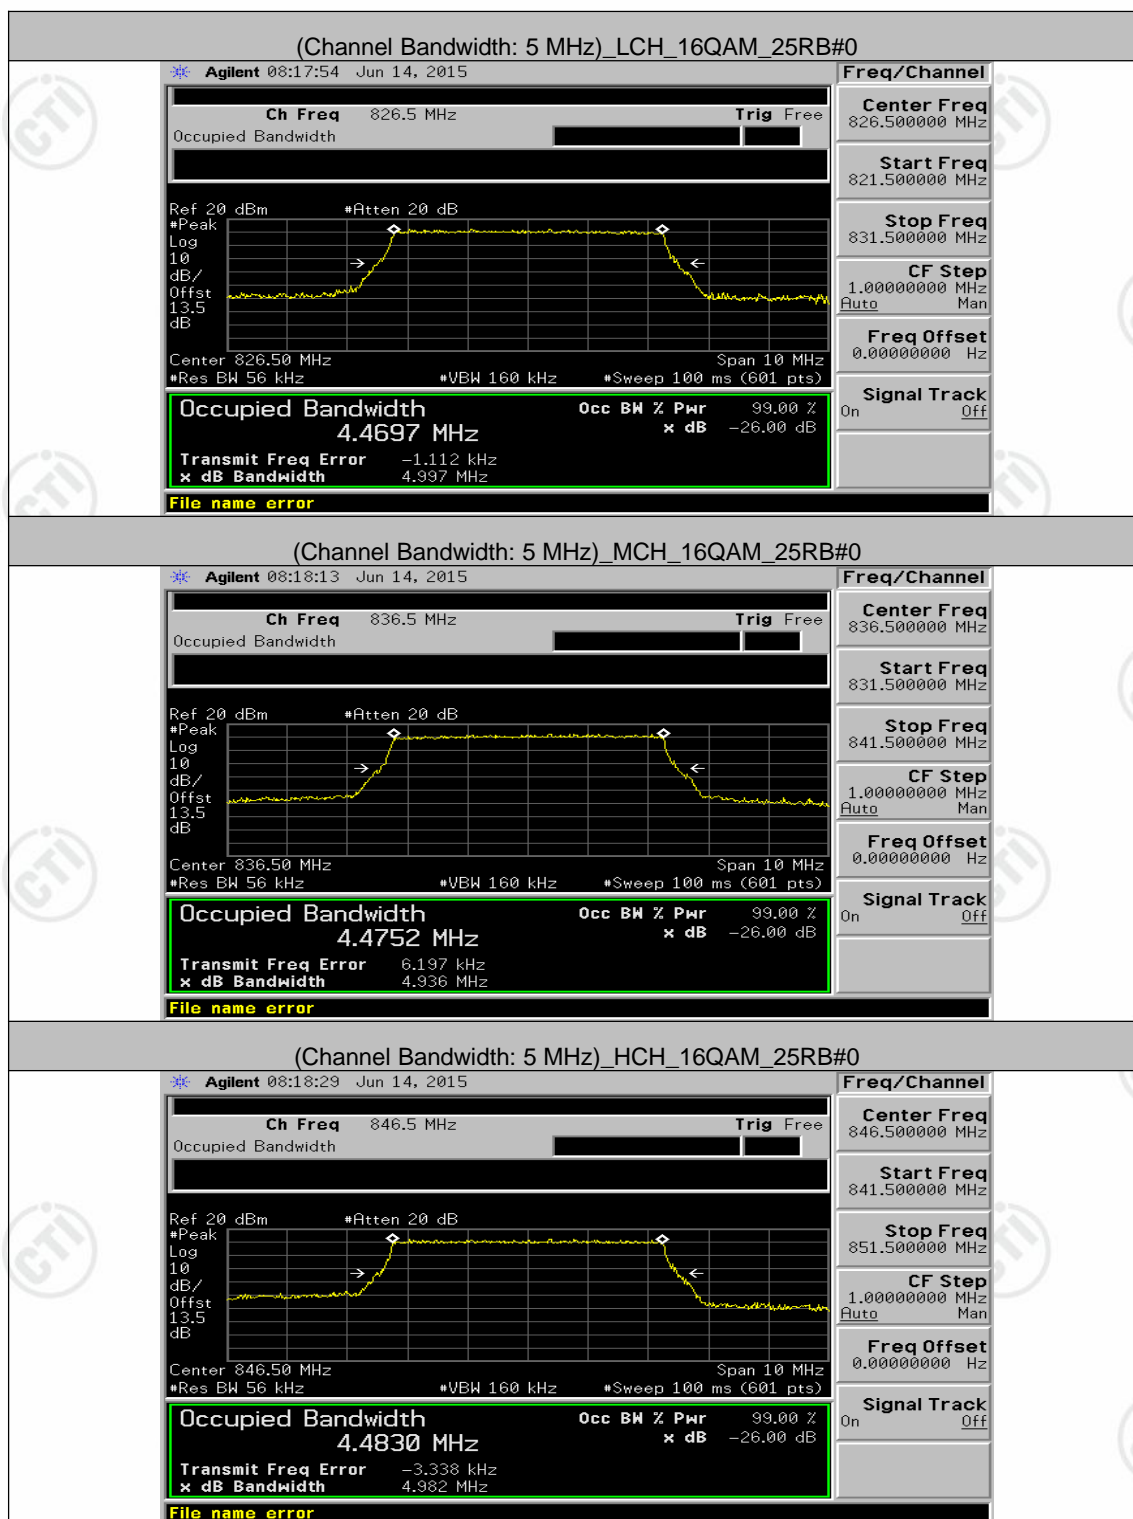 (Channel Bandwidth: 5 MHz)_LCH_16QAM_25RB#0
Agilent 08:17:54 Jun 14, 2015
Freq/Channel
Ch Freq 826.5 MHz Trig Free
Occupied Bandwidth
Center Freq
826.500000 MHz
Start Freq
821.500000 MHz
Stop Freq
831.500000 MHz
CF Step
1.00000000 MHz
Auto Man
Freq Offset
0.00000000 Hz
Signal Track
On Off
Ref 20 dBm #Atten 20 dB
#Peak
Log
10
dB/
Offst
13.5
dB
Center 826.50 MHz Span 10 MHz
#Res BW 56 kHz #VBW 160 kHz #Sweep 100 ms (601 pts)
Occupied Bandwidth Occ BW % Pwr 99.00 %
4.4697 MHz x dB -26.00 dB
Transmit Freq Error -1.112 kHz
x dB Bandwidth 4.997 MHz
File name error
(Channel Bandwidth: 5 MHz)_MCH_16QAM_25RB#0
Agilent 08:18:13 Jun 14, 2015
Freq/Channel
Ch Freq 836.5 MHz Trig Free
Occupied Bandwidth
Center Freq
836.500000 MHz
Start Freq
831.500000 MHz
Stop Freq
841.500000 MHz
CF Step
1.00000000 MHz
Auto Man
Freq Offset
0.00000000 Hz
Signal Track
On Off
Ref 20 dBm #Atten 20 dB
#Peak
Log
10
dB/
Offst
13.5
dB
Center 836.50 MHz Span 10 MHz
#Res BW 56 kHz #VBW 160 kHz #Sweep 100 ms (601 pts)
Occupied Bandwidth Occ BW % Pwr 99.00 %
4.4752 MHz x dB -26.00 dB
Transmit Freq Error 6.197 kHz
x dB Bandwidth 4.936 MHz
File name error
(Channel Bandwidth: 5 MHz)_HCH_16QAM_25RB#0
Agilent 08:18:29 Jun 14, 2015
Freq/Channel
Ch Freq 846.5 MHz Trig Free
Occupied Bandwidth
Center Freq
846.500000 MHz
Start Freq
841.500000 MHz
Stop Freq
851.500000 MHz
CF Step
1.00000000 MHz
Auto Man
Freq Offset
0.00000000 Hz
Signal Track
On Off
Ref 20 dBm #Atten 20 dB
#Peak
Log
10
dB/
Offst
13.5
dB
Center 846.50 MHz Span 10 MHz
#Res BW 56 kHz #VBW 160 kHz #Sweep 100 ms (601 pts)
Occupied Bandwidth Occ BW % Pwr 99.00 %
4.4830 MHz x dB -26.00 dB
Transmit Freq Error -3.338 kHz
x dB Bandwidth 4.982 MHz
File name error
CTI
CTI
CTI
CTI
CTI
CTI
CTI
CTI